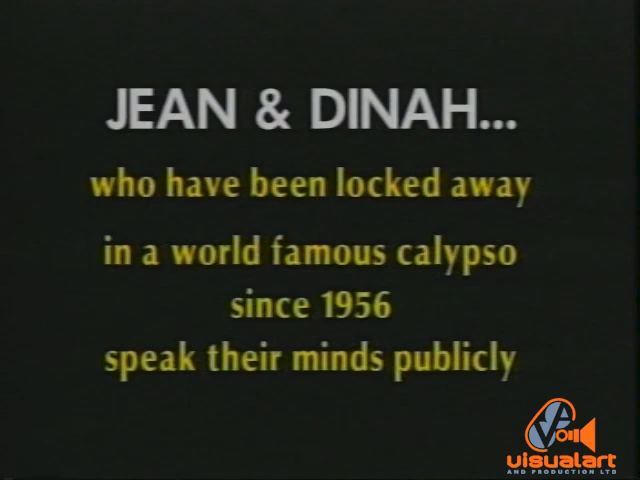 JEAN & DINAH...
who have been locked away
in a world famous calypso
since 1956
speak their minds publicly
VA
visualart
AND PRODUCTION LTD